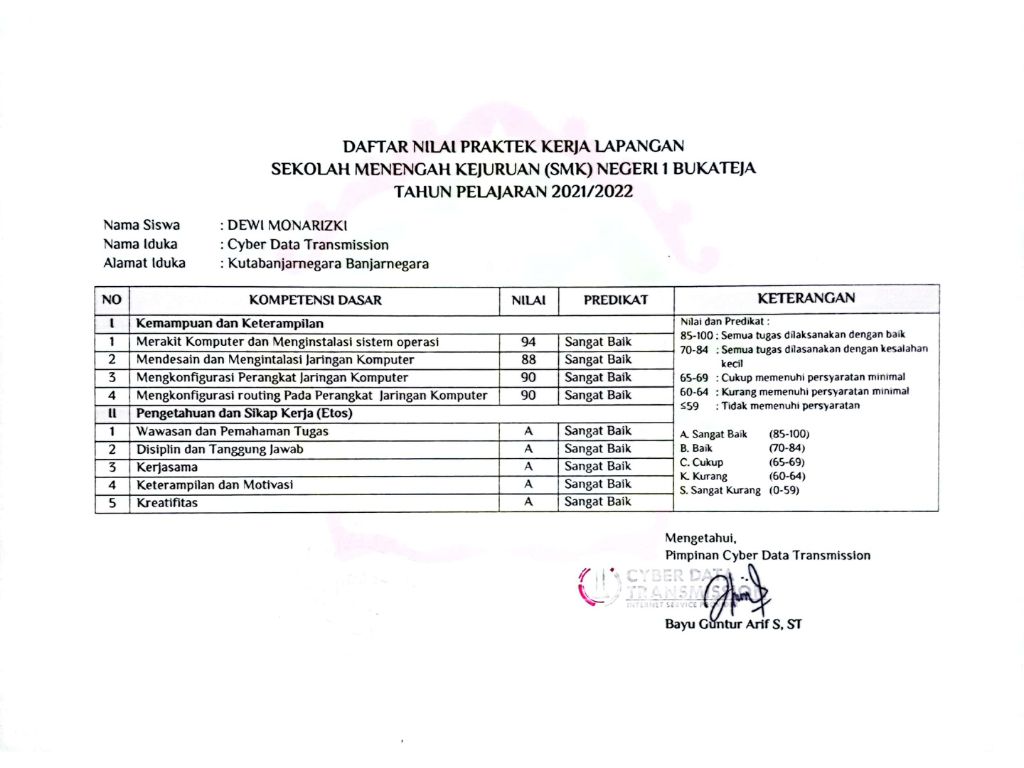 DAFTAR NILAI PRAKTEK KERJA LAPANGAN
SEKOLAH MENENGAH KEJURUAN (SMK) NEGERI 1 BUKATEJA
TAHUN PELAJARAN 2021/2022
Nama Siswa : DEWI MONARIZKI
Nama Iduka : Cyber Data Transmission
Alamat Iduka : Kutabanjarnegara Banjarnegara
NO KOMPETENSI DASAR NILAI PREDIKAT KETERANGAN
I Kemampuan dan Keterampilan
1 Merakit Komputer dan Menginstalasi sistem operasi 94 Sangat Baik
2 Mendesain dan Mengintalasi Jaringan Komputer 88 Sangat Baik
3 Mengkonfigurasi Perangkat Jaringan Komputer 90 Sangat Baik
4 Mengkonfigurasi routing Pada Perangkat Jaringan Komputer 90 Sangat Baik
II Pengetahuan dan Sikap Kerja (Etos)
1 Wawasan dan Pemahaman Tugas A Sangat Baik
2 Disiplin dan Tanggung Jawab A Sangat Baik
3 Kerjasama A Sangat Baik
4 Keterampilan dan Motivasi A Sangat Baik
5 Kreatifitas A Sangat Baik
Nilai dan Predikat :
85-100 : Semua tugas dilaksanakan dengan baik
70-84 : Semua tugas dilasanakan dengan kesalahan
kecil
65-69 : Cukup memenuhi persyaratan minimal
60-64 : Kurang memenuhi persyaratan minimal
≤59 : Tidak memenuhi persyaratan
A. Sangat Baik (85-100)
B. Baik (70-84)
C. Cukup (65-69)
K. Kurang (60-64)
S. Sangat Kurang (0-59)
Mengetahui,
Pimpinan Cyber Data Transmission
CYBER DATA
TRANSMISSION
INTERNET SERVICE PROVIDER
Bayu Guntur Arif S, ST